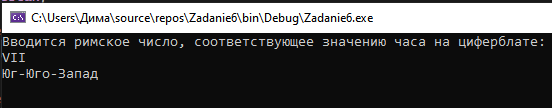 C:\Users\Дима\source\repos\Zadanie6\bin\Debug\Zadanie6.exe
Вводится римское число, соответствующее значению часа на циферблате:
VII
Юг-Юго-Запад